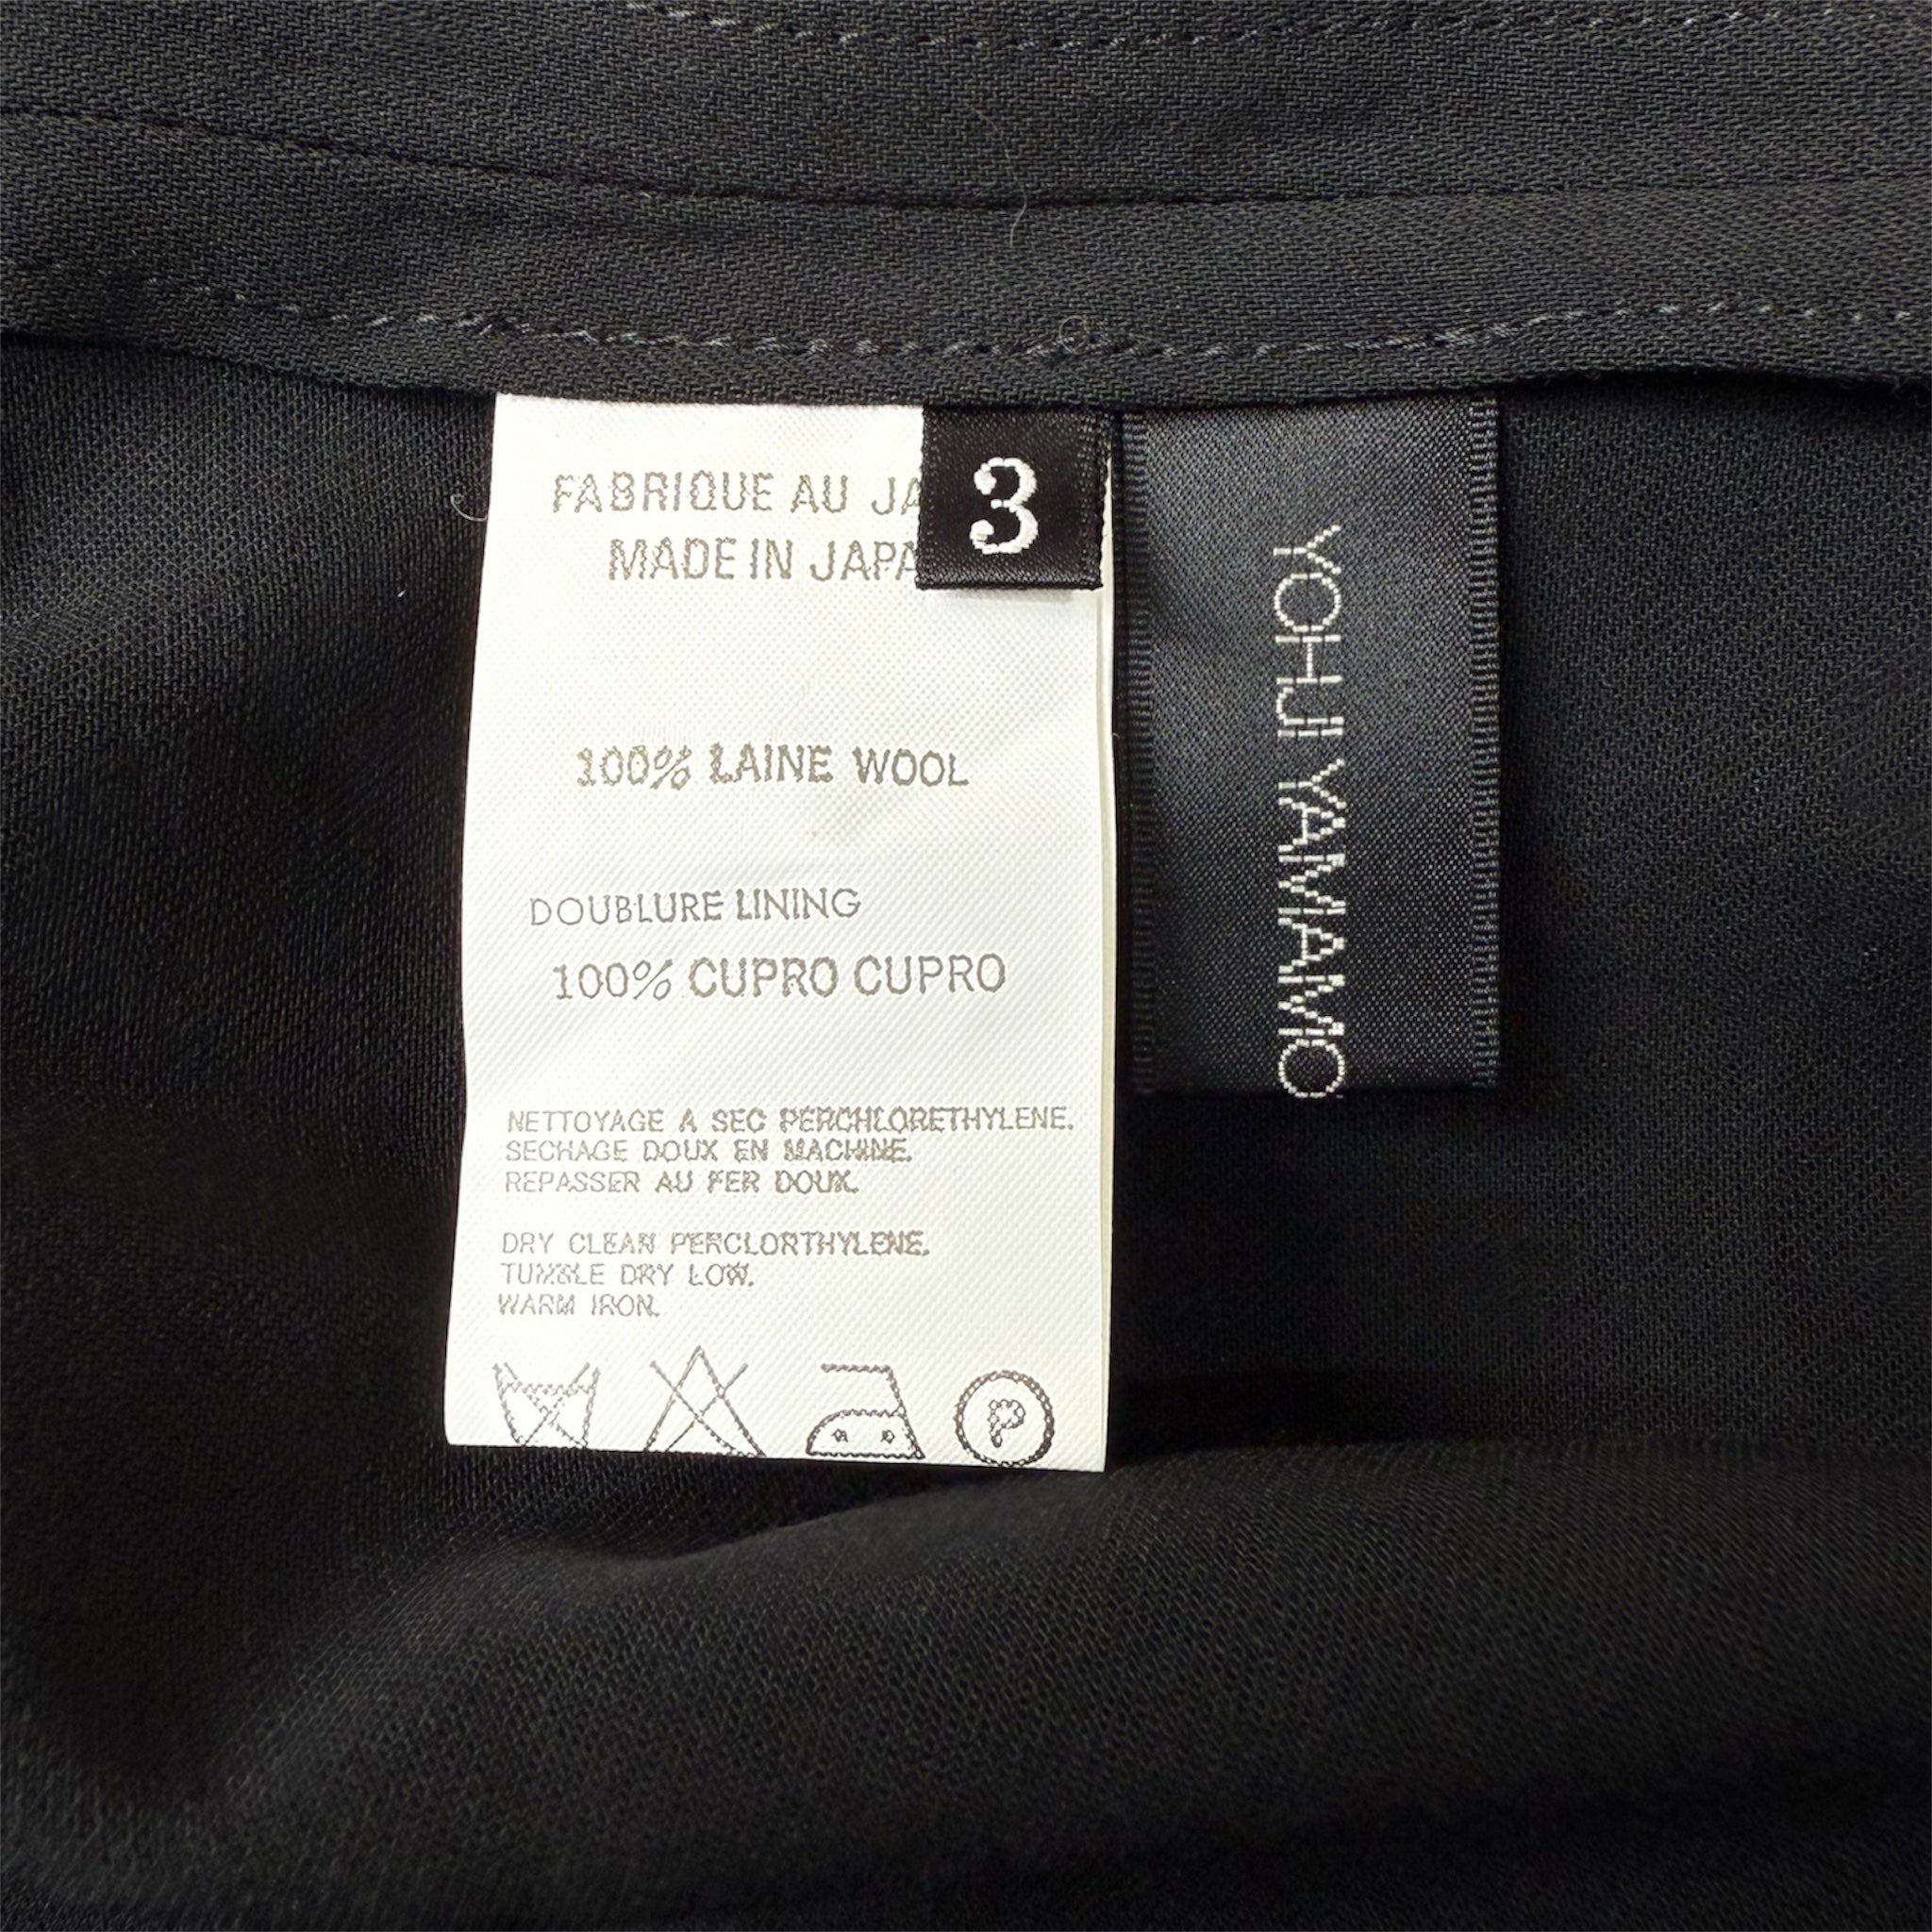 FABRIQUE AU JA
MADE IN JAPA
3
100% LAINE WOOL
DOUBLURE LINING
100% CUPRO CUPRO
NETTOYAGE A SEC PERCHLORETHYLENE.
SECHAGE DOUX EN MACHINE.
REPASSER AU FER DOUX.
DRY CLEAN PERCLORTHYLENE.
TUMBLE DRY LOW.
WARM IRON.
P
YOHJI YAMAMO